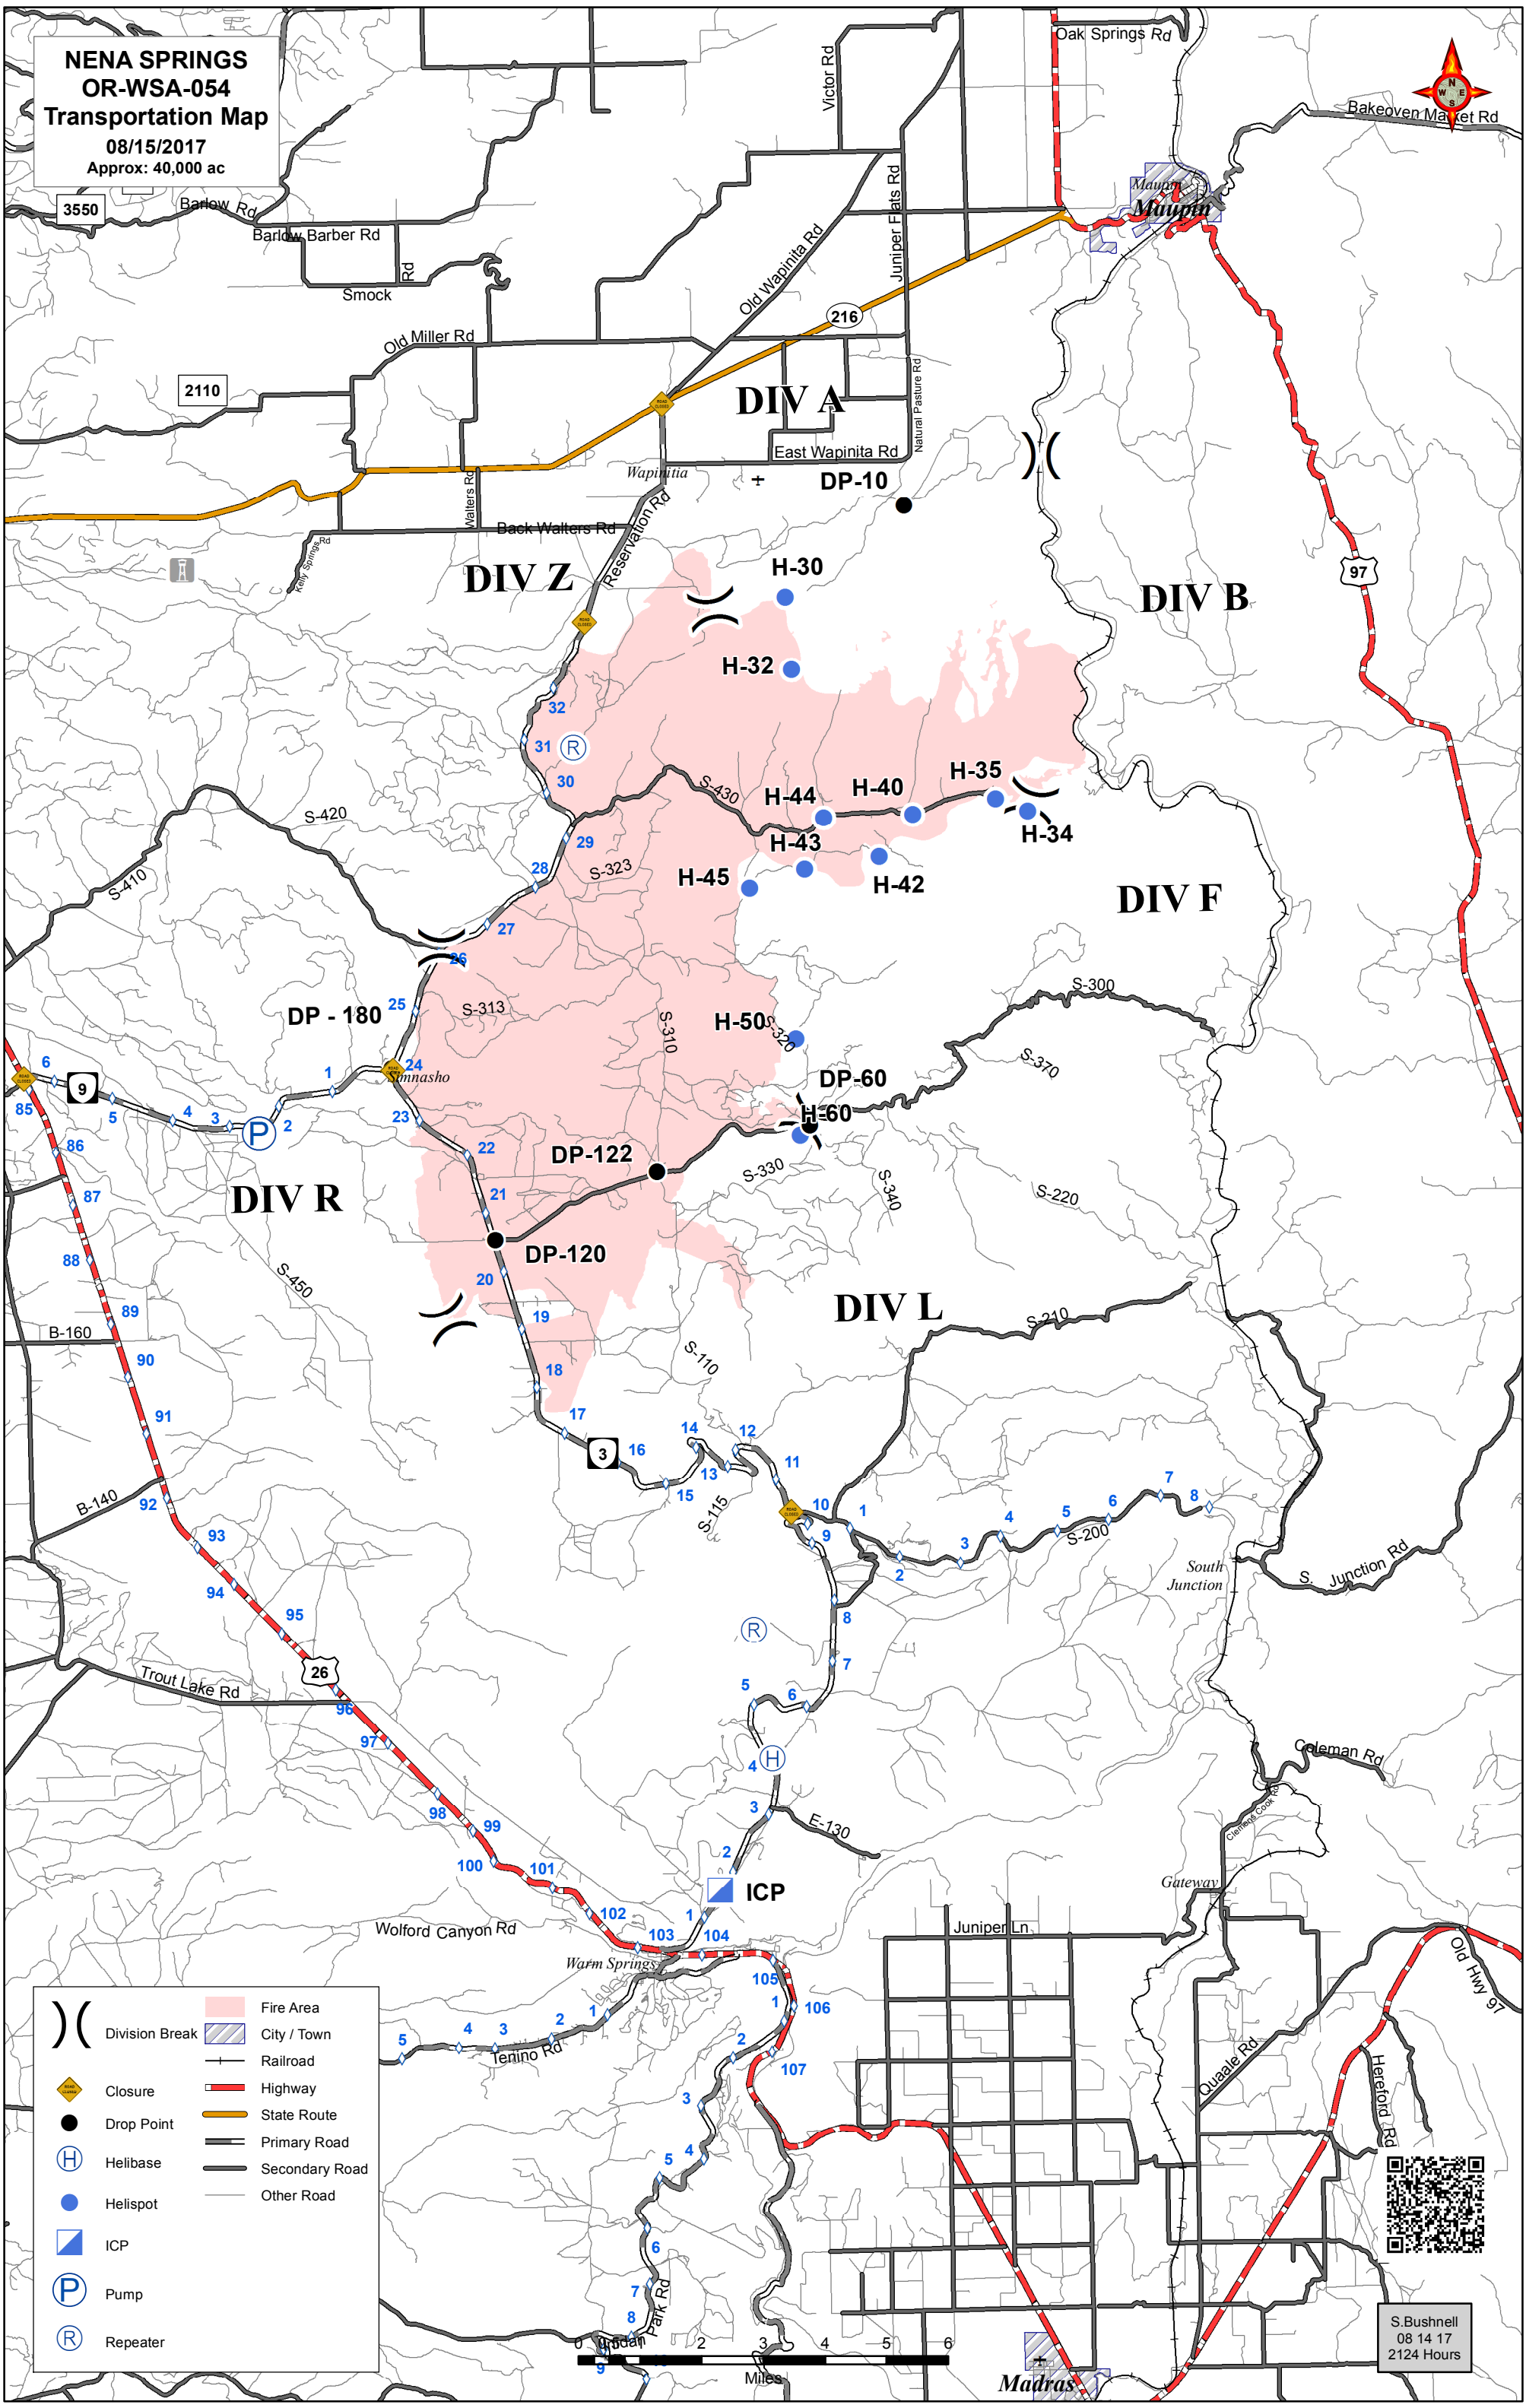 NENA SPRINGS
OR-WSA-054
Transportation Map
08/15/2017
Approx: 40,000 ac
3550
Barlow Rd
Barlow Barber Rd
Rd
Smock
Old Miller Rd
2110
Victor Rd
Juniper Flats Rd
Old Wapinita Rd
216
Oak Springs Rd
Bakeoven Market Rd
N
W E
S
Maupin
Maupin
DIV A
Natural Pasture Rd
East Wapinita Rd
Wapinitia
Walters Rd
Back Walters Rd
Kelly Springs Rd
Reservation Rd
DP-10
DIV Z
H-30
DIV B
97
H-32
32
31
R
30
29
28
27
26
25
24
S-430
H-44
H-40
H-35
H-34
H-43
H-42
H-45
S-420
S-410
S-323
DIV F
S-313
DP - 180
S-310
H-50
S-320
S-300
S-370
DP-60
H-60
Simnasho
85
6
9
5
4
3
P
2
1
23
22
21
DP-122
DP-120
S-330
S-340
S-220
DIV R
86
87
88
89
B-160
90
91
S-450
20
19
18
17
DIV L
S-210
S-110
3
16
15
14
13
12
11
S-115
10
9
1
2
3
4
5
6
7
8
S-200
South
Junction
S. Junction Rd
B-140
92
93
94
95
26
Trout Lake Rd
96
97
98
99
100
101
102
103
104
105
106
107
R
8
7
6
5
4
H
3
2
1
E-130
ICP
Wolford Canyon Rd
Warm Springs
Coleman Rd
Clemens Cook Rd
Gateway
Juniper Ln
Old Hwy 97
Quaale Rd
Hereford Rd
Tenino Rd
5
4
3
2
1
1
2
3
4
5
6
7
8
9
Park Rd
Madras
0
1
2
3
4
5
6
Miles
Division Break
Closure
Drop Point
H
Helibase
Helispot
ICP
P
Pump
R
Repeater
Fire Area
City / Town
Railroad
Highway
State Route
Primary Road
Secondary Road
Other Road
S.Bushnell
08 14 17
2124 Hours